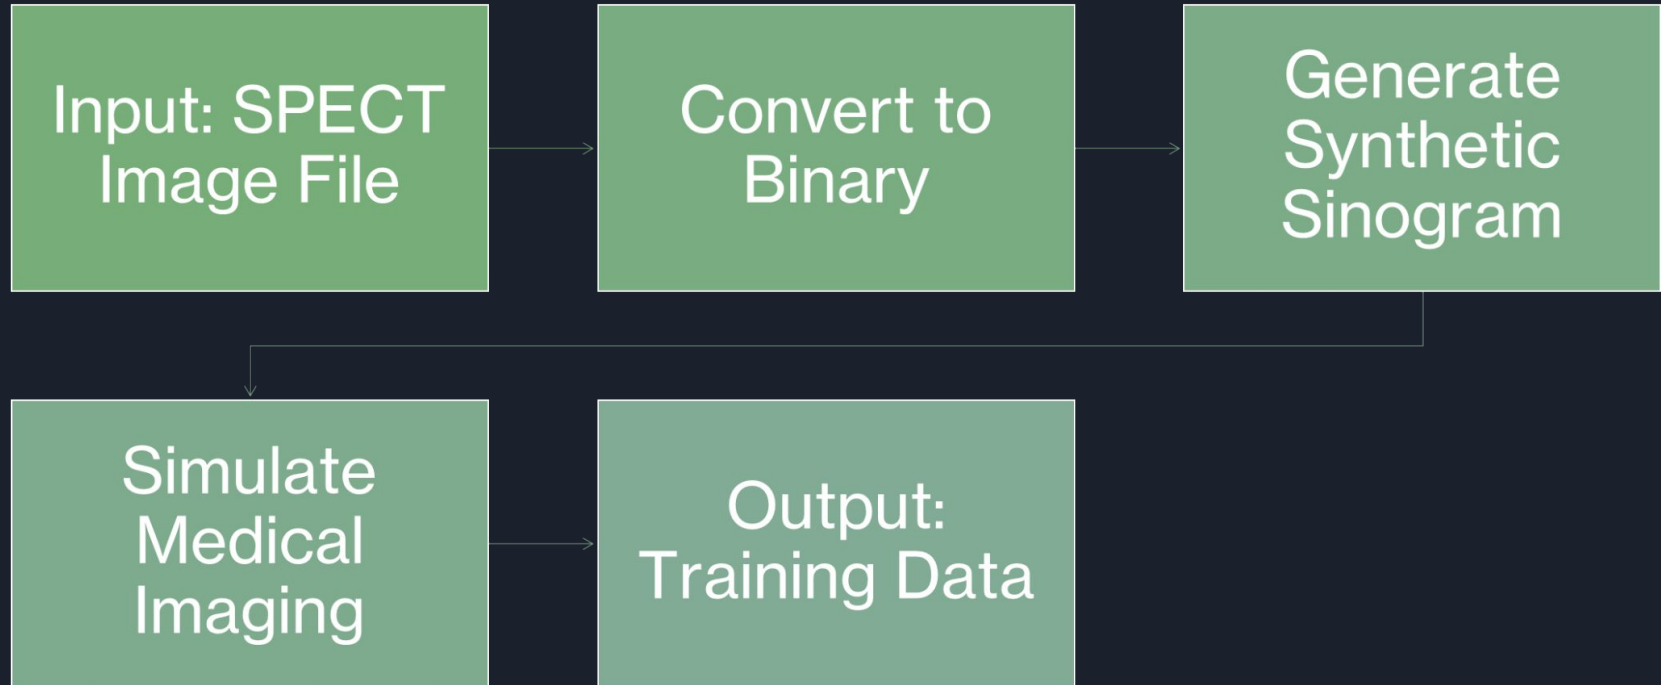 Input: SPECT
Image File
Convert to
Binary
Generate
Synthetic
Sinogram
Simulate
Medical
Imaging
Output:
Training Data